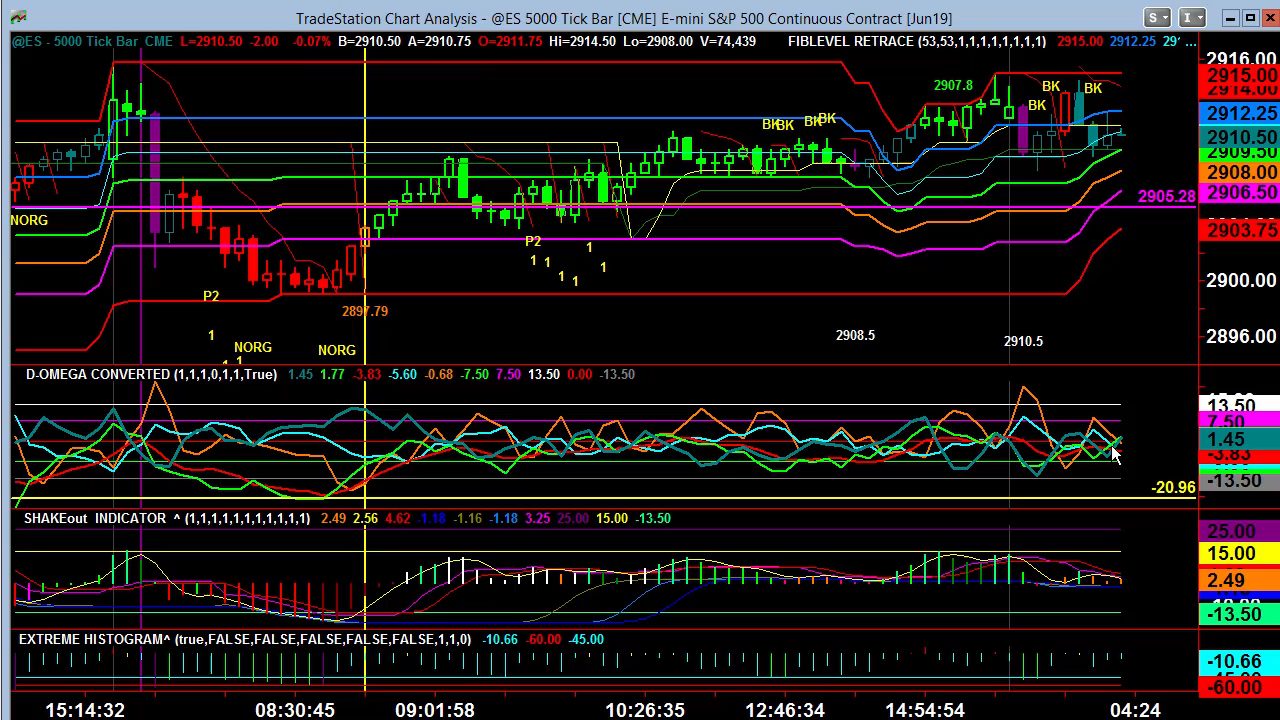 TradeStation Chart Analysis - @ES 5000 Tick Bar [CME] E-mini S&P 500 Continuous Contract [Jun19]
S I
@ES - 5000 Tick Bar CME L=2910.50 -2.00 -0.07% B=2910.50 A=2910.75 O=2911.75 Hi=2914.50 Lo=2908.00 V=74,439 FIBLEVEL RETRACE (53,53,1,1,1,1,1,1,1,1) 2915.00 2912.25 29' ...
2916.00
2915.00
2914.00
2907.8 BK BK
BK
2912.25
BK BK BK BK
2910.50
2909.50
2908.00
2906.50
2905.28
NORG
2903.75
P2
1 1 1 1 1 1
2900.00
P2
2897.79
1
2908.5
2896.00
2910.5
NORG NORG
1 1
D-OMEGA CONVERTED (1,1,1,0,1,1,True) 1.45 1.77 -3.83 -5.60 -0.68 -7.50 7.50 13.50 0.00 -13.50
13.50
7.50
1.45
-3.83
-13.50
-20.96
SHAKEout INDICATOR ^ (1,1,1,1,1,1,1,1,1,1,1) 2.49 2.56 4.62 -1.18 -1.16 -1.18 3.25 25.00 15.00 -13.50
25.00
15.00
2.49
-13.50
EXTREME HISTOGRAM^ (true,FALSE,FALSE,FALSE,FALSE,FALSE,1,1,0) -10.66 -60.00 -45.00
-10.66
-60.00
15:14:32 08:30:45 09:01:58 10:26:35 12:46:34 14:54:54 04:24